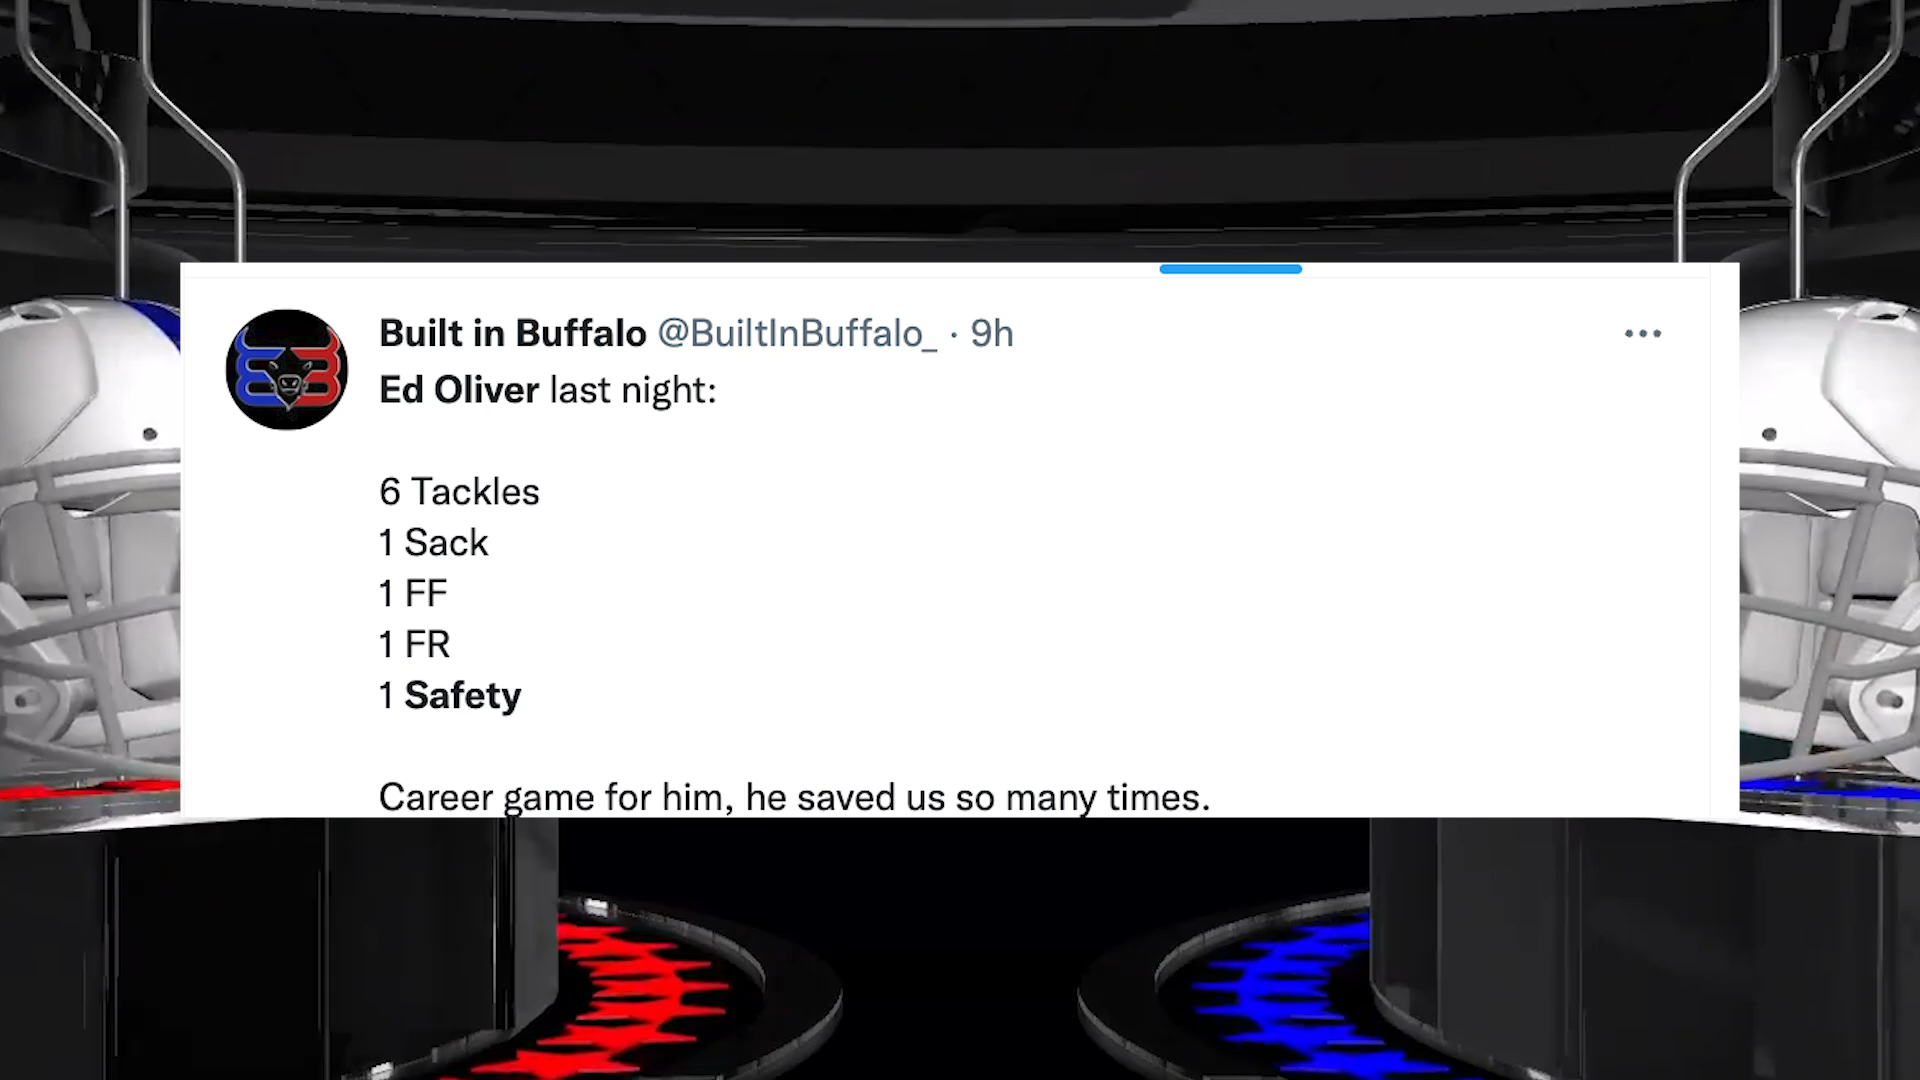 Built in Buffalo @BuiltInBuffalo_ · 9h
Ed Oliver last night:
6 Tackles
1 Sack
1 FF
1 FR
1 Safety
Career game for him, he saved us so many times.